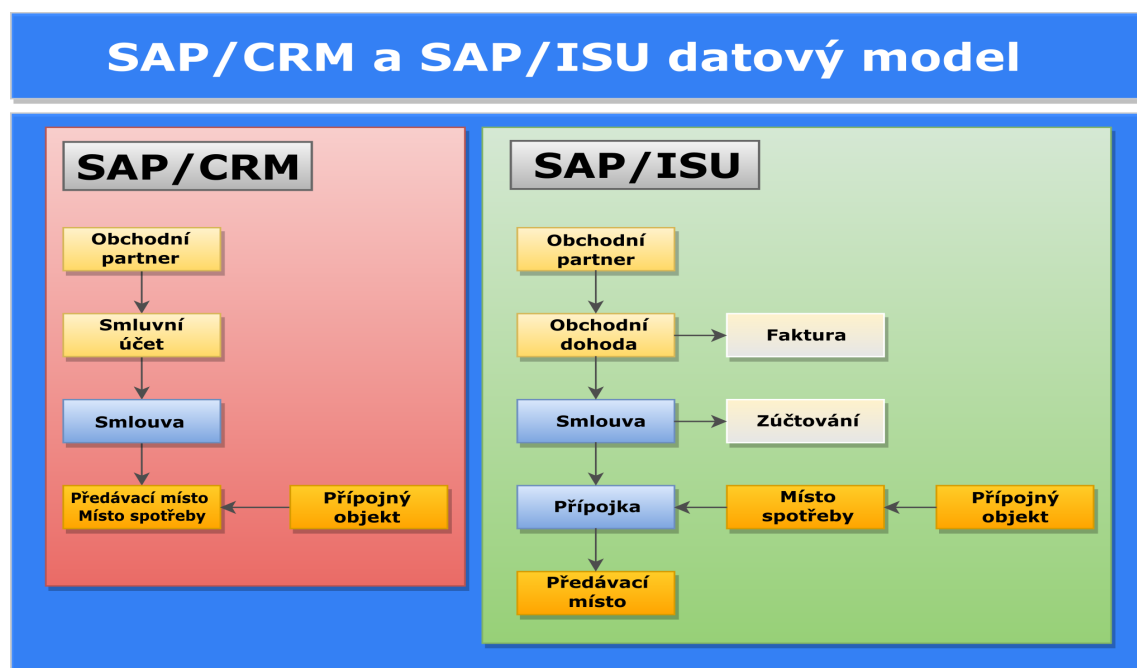 SAP/CRM a SAP/ISU datový model
SAP/CRM
Obchodní
partner
Smluvní
účet
Smlouva
Předávací místo
Místo spotřeby
Přípojný
objekt
SAP/ISU
Obchodní
partner
Obchodní
dohoda
Faktura
Smlouva
Zúčtování
Přípojka
Místo
spotřeby
Přípojný
objekt
Předávací
místo